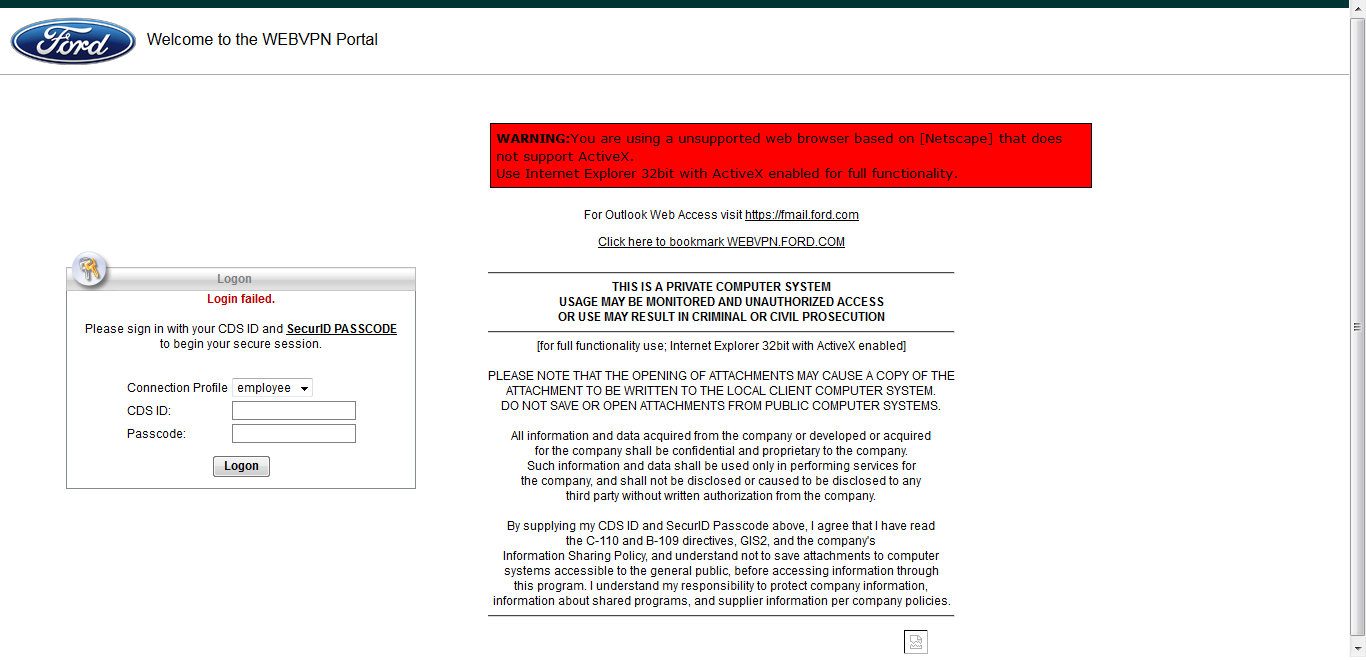 Ford
Welcome to the WEBVPN Portal
WARNING:You are using a unsupported web browser based on [Netscape] that does
not support ActiveX.
Use Internet Explorer 32bit with ActiveX enabled for full functionality.
For Outlook Web Access visit https://fmail.ford.com
Click here to bookmark WEBVPN.FORD.COM
Logon
Login failed.
Please sign in with your CDS ID and SecurID PASSCODE
to begin your secure session.
Connection Profile employee
CDS ID:
Passcode:
Logon
THIS IS A PRIVATE COMPUTER SYSTEM
USAGE MAY BE MONITORED AND UNAUTHORIZED ACCESS
OR USE MAY RESULT IN CRIMINAL OR CIVIL PROSECUTION
[for full functionality use; Internet Explorer 32bit with ActiveX enabled]
PLEASE NOTE THAT THE OPENING OF ATTACHMENTS MAY CAUSE A COPY OF THE
ATTACHMENT TO BE WRITTEN TO THE LOCAL CLIENT COMPUTER SYSTEM.
DO NOT SAVE OR OPEN ATTACHMENTS FROM PUBLIC COMPUTER SYSTEMS.
All information and data acquired from the company or developed or acquired
for the company shall be confidential and proprietary to the company.
Such information and data shall be used only in performing services for
the company, and shall not be disclosed or caused to be disclosed to any
third party without written authorization from the company.
By supplying my CDS ID and SecurID Passcode above, I agree that I have read
the C-110 and B-109 directives, GIS2, and the company's
Information Sharing Policy, and understand not to save attachments to computer
systems accessible to the general public, before accessing information through
this program. I understand my responsibility to protect company information,
information about shared programs, and supplier information per company policies.